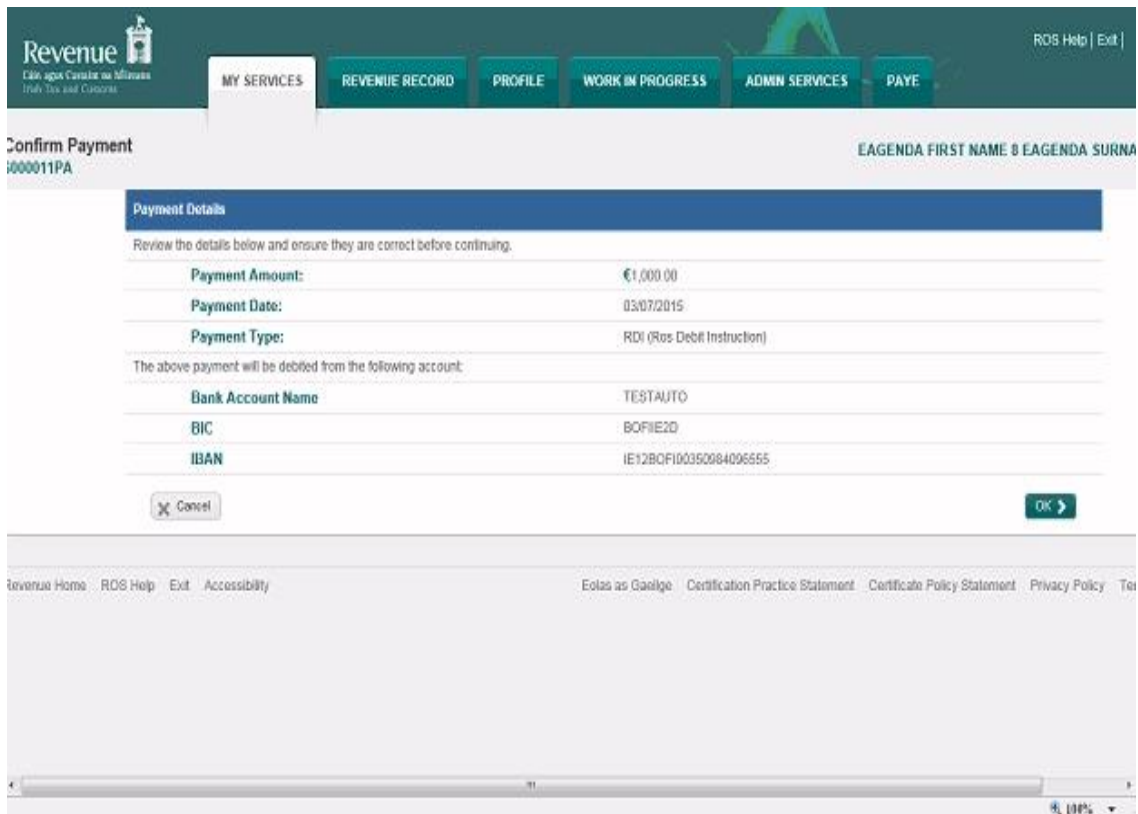 ROS Help | Exit |
Revenue
Cáin agus Custaim na hÉireann
Irish Tax and Customs
MY SERVICES REVENUE RECORD PROFILE WORK IN PROGRESS ADMIN SERVICES PAYE
Confirm Payment
000011PA
EAGENDA FIRST NAME 8 EAGENDA SURNA
Payment Details
Review the details below and ensure they are correct before continuing.
Payment Amount: €1,000.00
Payment Date: 03/07/2015
Payment Type: RDI (Ros Debit Instruction)
The above payment will be debited from the following account:
Bank Account Name TESTAUTO
BIC BOFIIE2D
IBAN IE12BOFI00350984096555
Cancel OK
Revenue Home ROS Help Exit Accessibility Eolas as Gaeilge Certification Practice Statement Certificate Policy Statement Privacy Policy Ter
100%